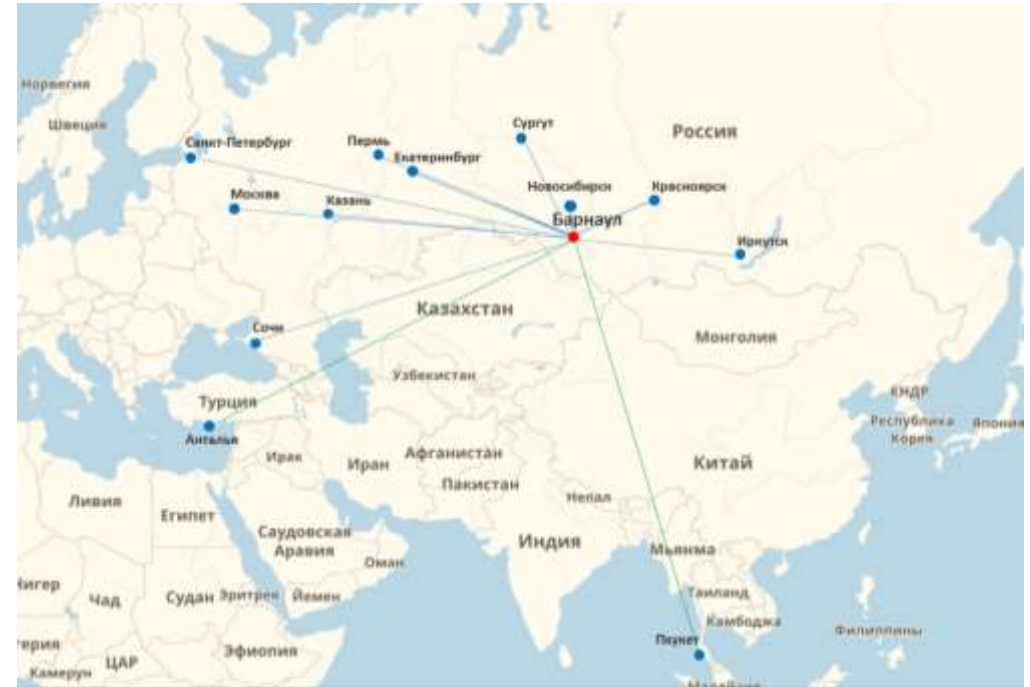 Норвегия
Швеция
Санкт-Петербург
Пермь
Екатеринбург
Сургут
Россия
Москва
Казань
Новосибирск
Красноярск
Барнаул
Иркутск
Казахстан
Сочи
Монголия
Узбекистан
Турция
КНДР
Анталья
Республика
Корея
Япония
Ирак
Иран
Афганистан
Китай
Пакистан
Непал
Ливия
Египет
Саудовская
Аравия
Индия
Мьянма
Оман
Чад
Судан
Эритрея
Йемен
Таиланд
Камбоджа
Пхукет
Филиппины
Эфиопия
ЦАР
Камерун